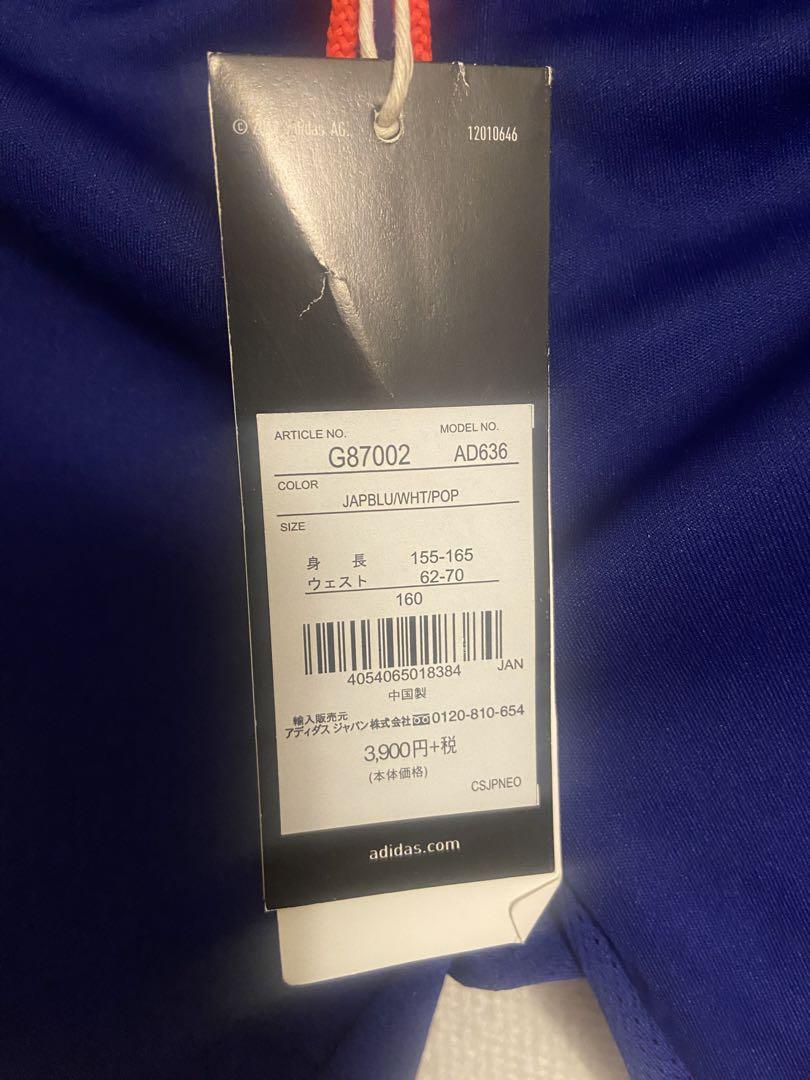 © adidas AG.
12010646
ARTICLE NO.
MODEL NO.
G87002
AD636
COLOR
JAPBLU/WHT/POP
SIZE
身 長 155-165
ウェスト 62-70
160
4054065018384 JAN
中国製
輸入販売元
アディダス ジャパン株式会社 0120-810-654
3,900円+税
(本体価格)
CSJPNEO
adidas.com